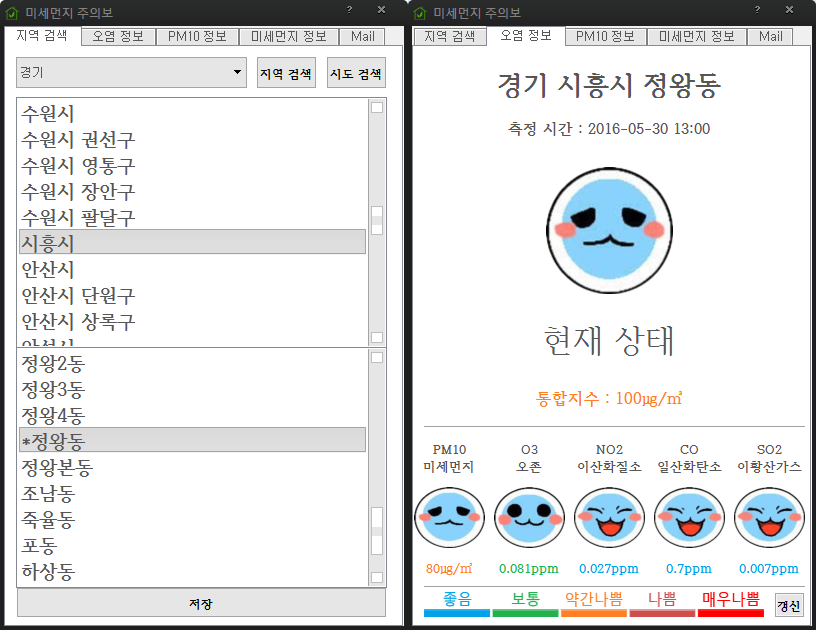 미세먼지 주의보
지역 검색 오염 정보 PM10 정보 미세먼지 정보 Mail
경기 지역 검색 시도 검색
수원시
수원시 권선구
수원시 영통구
수원시 장안구
수원시 팔달구
시흥시
안산시
안산시 단원구
안산시 상록구
정왕2동
정왕3동
정왕4동
*정왕동
정왕본동
조남동
죽율동
포동
하상동
저장
미세먼지 주의보
지역 검색 오염 정보 PM10 정보 미세먼지 정보 Mail
경기 시흥시 정왕동
측정 시간 : 2016-05-30 13:00
현재 상태
통합지수 : 100㎍/㎥
PM10 O3 NO2 CO SO2
미세먼지 오존 이산화질소 일산화탄소 이황산가스
80㎍/㎥ 0.081ppm 0.027ppm 0.7ppm 0.007ppm
좋음 보통 약간나쁨 나쁨 매우나쁨 갱신